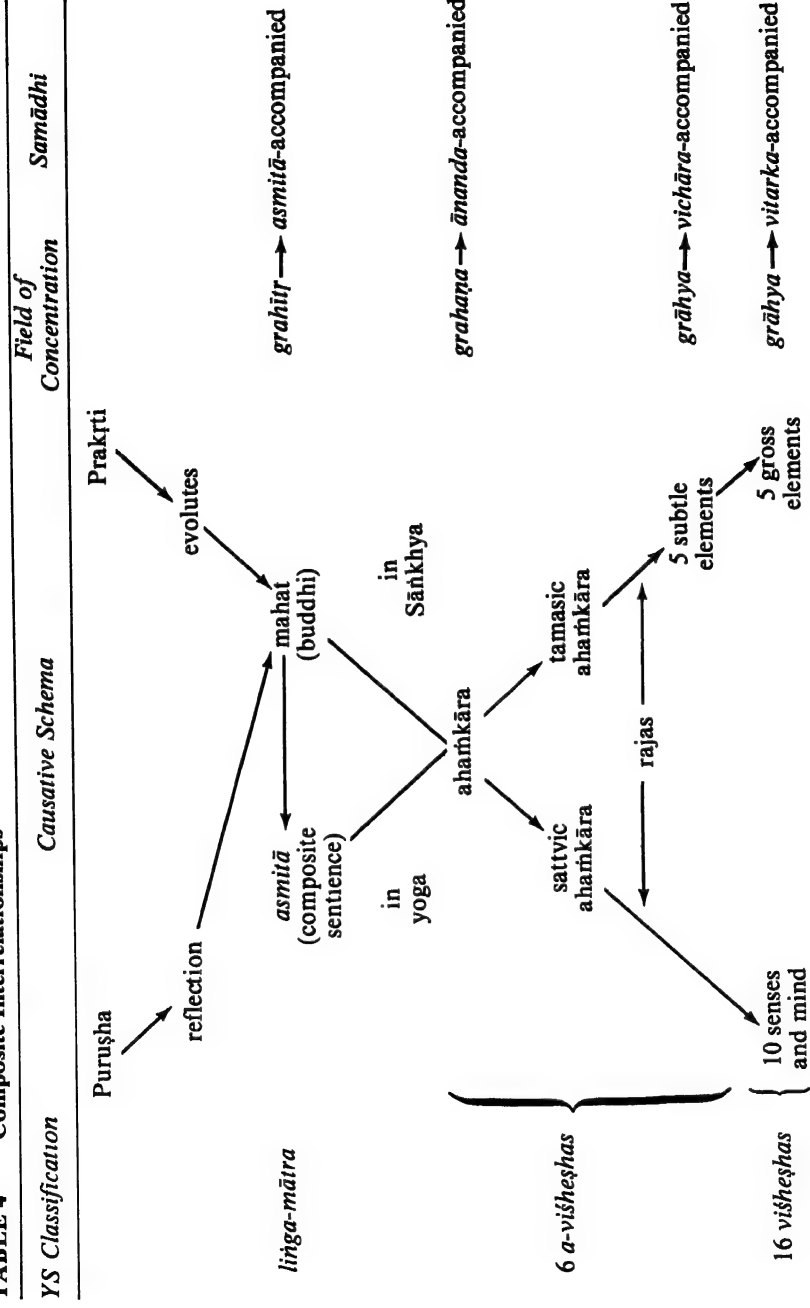 TABLE 4 Composite Interrelationships
YS Classification Causative Schema Field of Concentration Samādhi
Puruṣha Prakṛti
reflection evolutes
liṅga-mātra asmitā (composite sentience) mahat (buddhi) grahītṛ → asmitā-accompanied
in yoga in Sāṅkhya
ahaṁkāra grahaṇa → ānanda-accompanied
6 a-viśheṣhas sattvic ahaṁkāra tamasic ahaṁkāra
rajas
5 subtle elements grāhya → vichāra-accompanied
16 viśheṣhas 10 senses and mind 5 gross elements grāhya → vitarka-accompanied